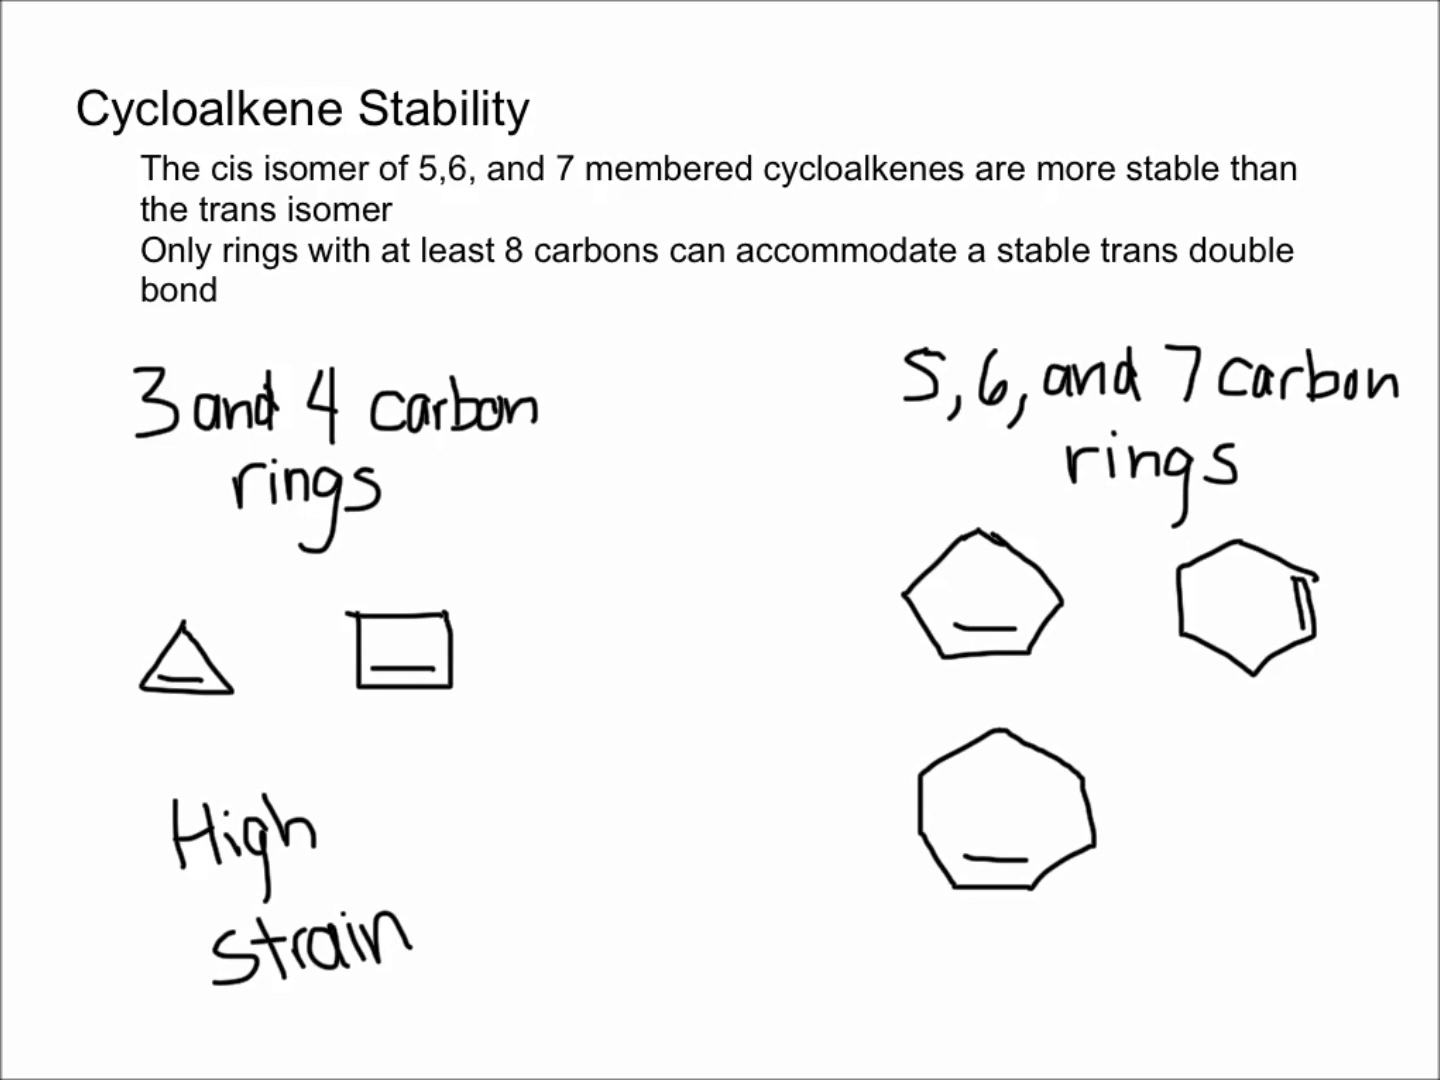 Cycloalkene Stability
The cis isomer of 5,6, and 7 membered cycloalkenes are more stable than
the trans isomer
Only rings with at least 8 carbons can accommodate a stable trans double
bond
3 and 4 carbon
rings
High
strain
5, 6, and 7 carbon
rings